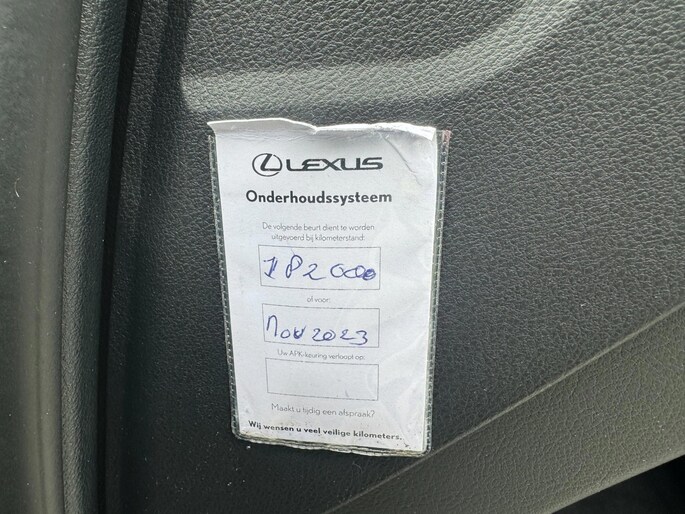 LEXUS
Onderhoudssysteem
De volgende beurt dient te worden
uitgevoerd bij kilometerstand:
182000
of voor:
nov 2023
Uw APK-keuring verloopt op:
Maakt u tijdig een afspraak?
Wij wensen u veel veilige kilometers.